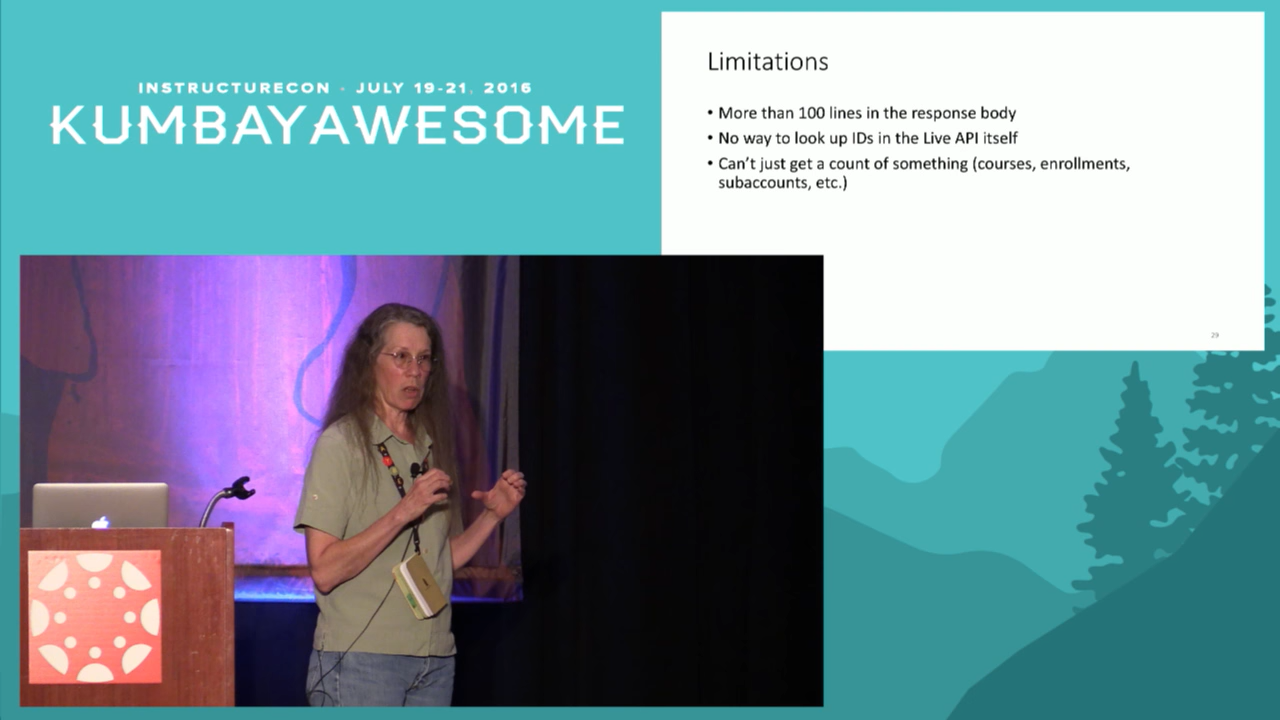 INSTRUCTURECON • JULY 19-21, 2016
KUMBAYAWESOME
Limitations
• More than 100 lines in the response body
• No way to look up IDs in the Live API itself
• Can’t just get a count of something (courses, enrollments,
subaccounts, etc.)
29